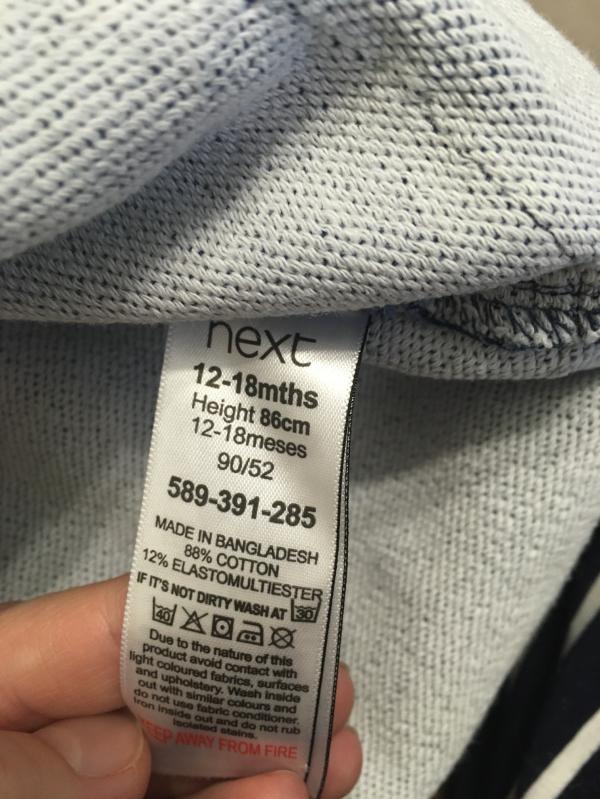 next
12-18mths
Height 86cm
12-18meses
90/52
589-391-285
MADE IN BANGLADESH
88% COTTON
12% ELASTOMULTIESTER
IF IT'S NOT DIRTY WASH AT 30
40
Due to the nature of this
product avoid contact with
light coloured fabrics, surfaces
and upholstery. Wash inside
out with similar colours and
do not use fabric conditioner.
Iron inside out and do not rub
isolated stains.
EEP AWAY FROM FIRE